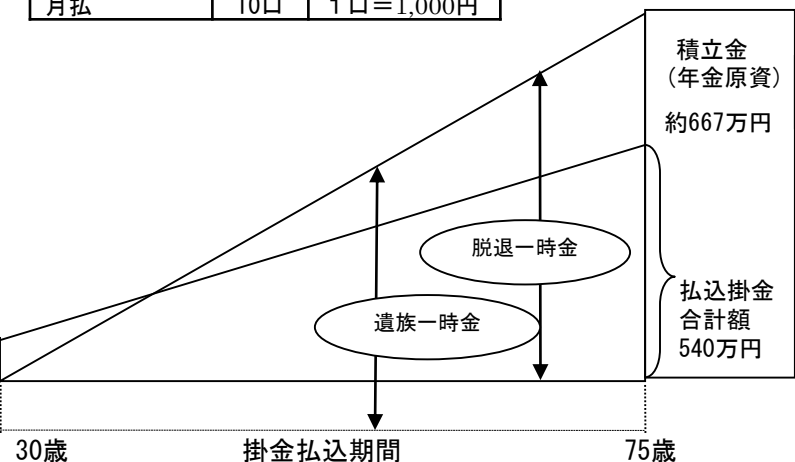 月払 10口 1口=1,000円
積立金
(年金原資)
約667万円
脱退一時金
遺族一時金
払込掛金
合計額
540万円
30歳 掛金払込期間 75歳